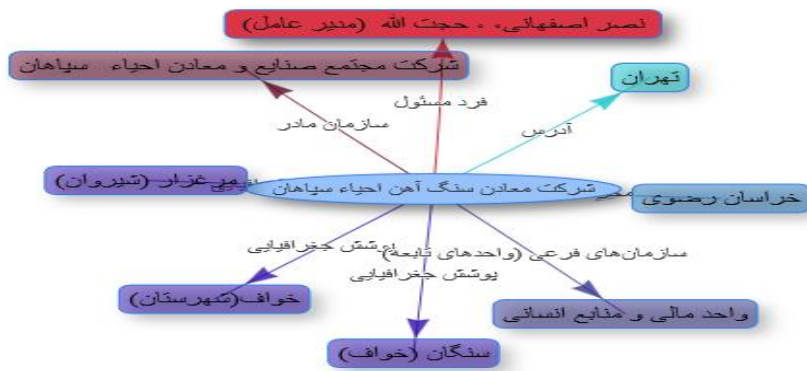 نصر اصفهانی، ، حجت الله (مدیر عامل)
شرکت مجتمع صنایع و معادن احیاء سپاهان
تهران
فرد مسئول
آدرس
سازمان مادر
مرغزار (شیروان)
شرکت معادن سنگ آهن احیاء سپاهان
خراسان رضوی
پوشش جغرافیایی
سازمان‌های فرعی (واحدهای تابعه)
پوشش جغرافیایی
خواف(شهرستان)
واحد مالی و منابع انسانی
سنگان (خواف)